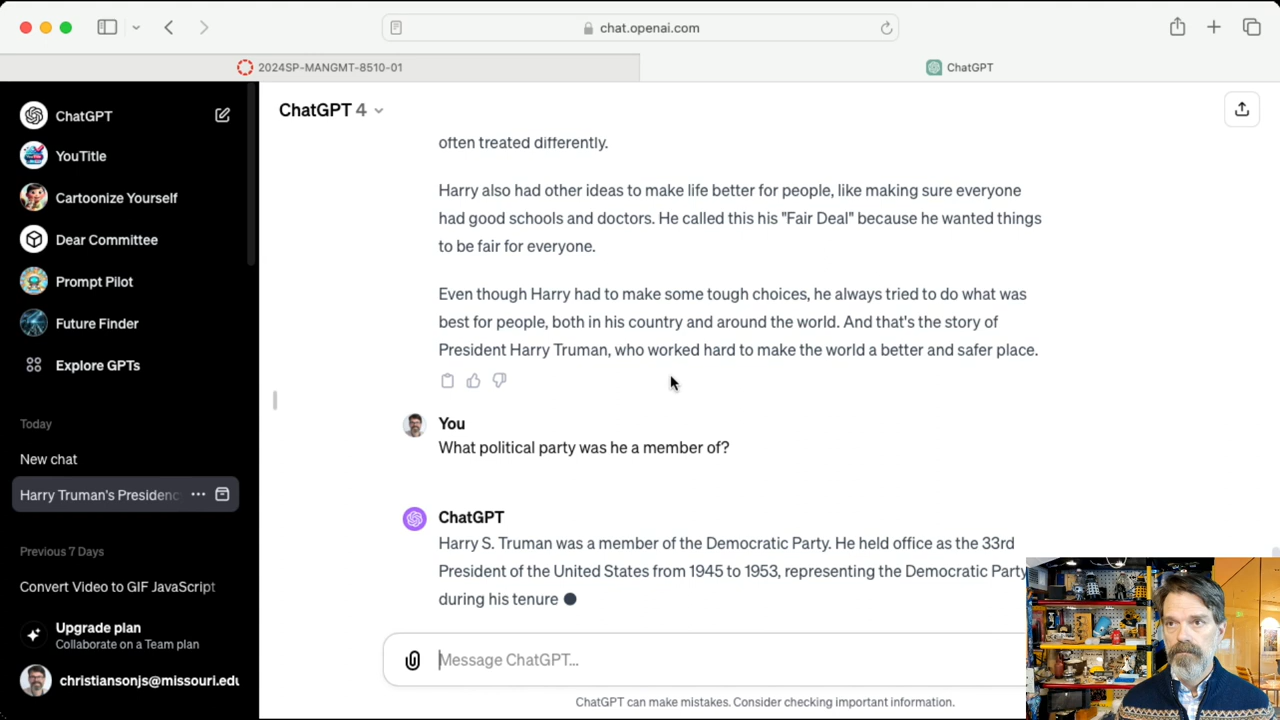 chat.openai.com
2024SP-MANGMT-8510-01
ChatGPT
ChatGPT
YouTitle
Cartoonize Yourself
Dear Committee
Prompt Pilot
Future Finder
Explore GPTs
Today
New chat
Harry Truman's Presidenc
Previous 7 Days
Convert Video to GIF JavaScript
Upgrade plan
Collaborate on a Team plan
christiansonjs@missouri.edu
ChatGPT 4
often treated differently.
Harry also had other ideas to make life better for people, like making sure everyone
had good schools and doctors. He called this his "Fair Deal" because he wanted things
to be fair for everyone.
Even though Harry had to make some tough choices, he always tried to do what was
best for people, both in his country and around the world. And that's the story of
President Harry Truman, who worked hard to make the world a better and safer place.
You
What political party was he a member of?
ChatGPT
Harry S. Truman was a member of the Democratic Party. He held office as the 33rd
President of the United States from 1945 to 1953, representing the Democratic Party
during his tenure
Message ChatGPT...
ChatGPT can make mistakes. Consider checking important information.